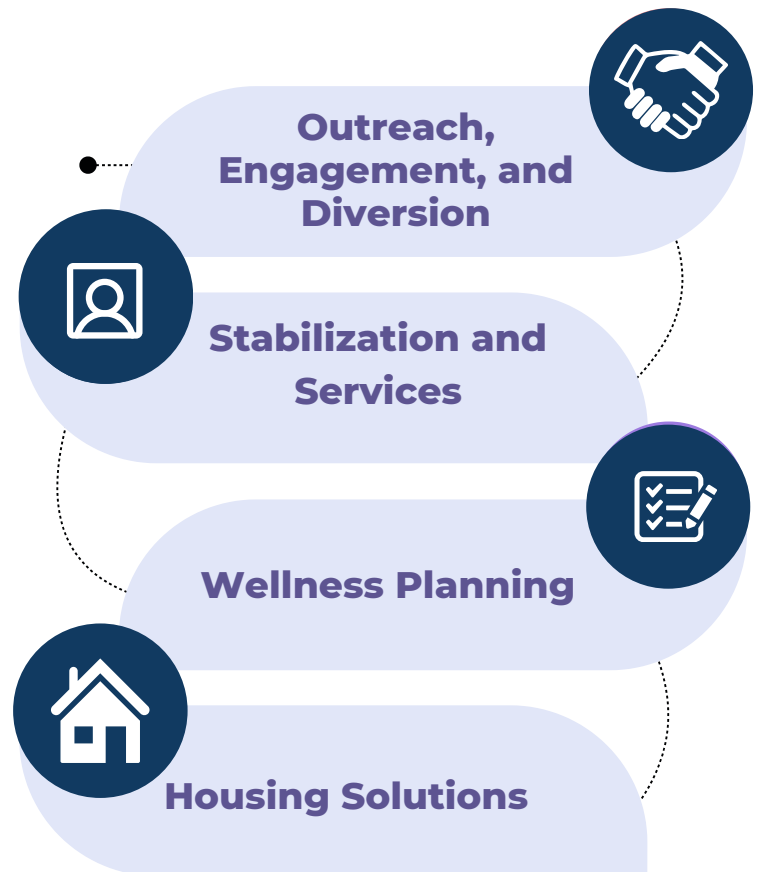 Outreach,
Engagement, and
Diversion
Stabilization and
Services
Wellness Planning
Housing Solutions